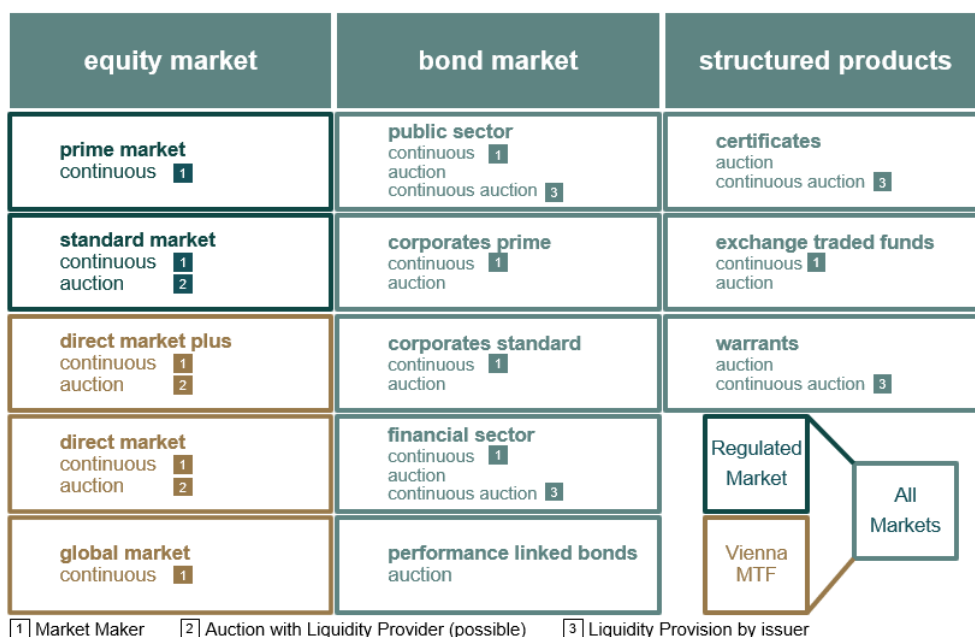 equity market
bond market
structured products
prime market
continuous 1
standard market
continuous 1
auction 2
direct market plus
continuous 1
auction 2
direct market
continuous 1
auction 2
global market
continuous 1
public sector
continuous 1
auction
continuous auction 3
corporates prime
continuous 1
auction
corporates standard
continuous 1
auction
financial sector
continuous 1
auction
continuous auction 3
performance linked bonds
auction
certificates
auction
continuous auction 3
exchange traded funds
continuous 1
auction
warrants
auction
continuous auction 3
Regulated
Market
Vienna
MTF
All
Markets
1 Market Maker
2 Auction with Liquidity Provider (possible)
3 Liquidity Provision by issuer